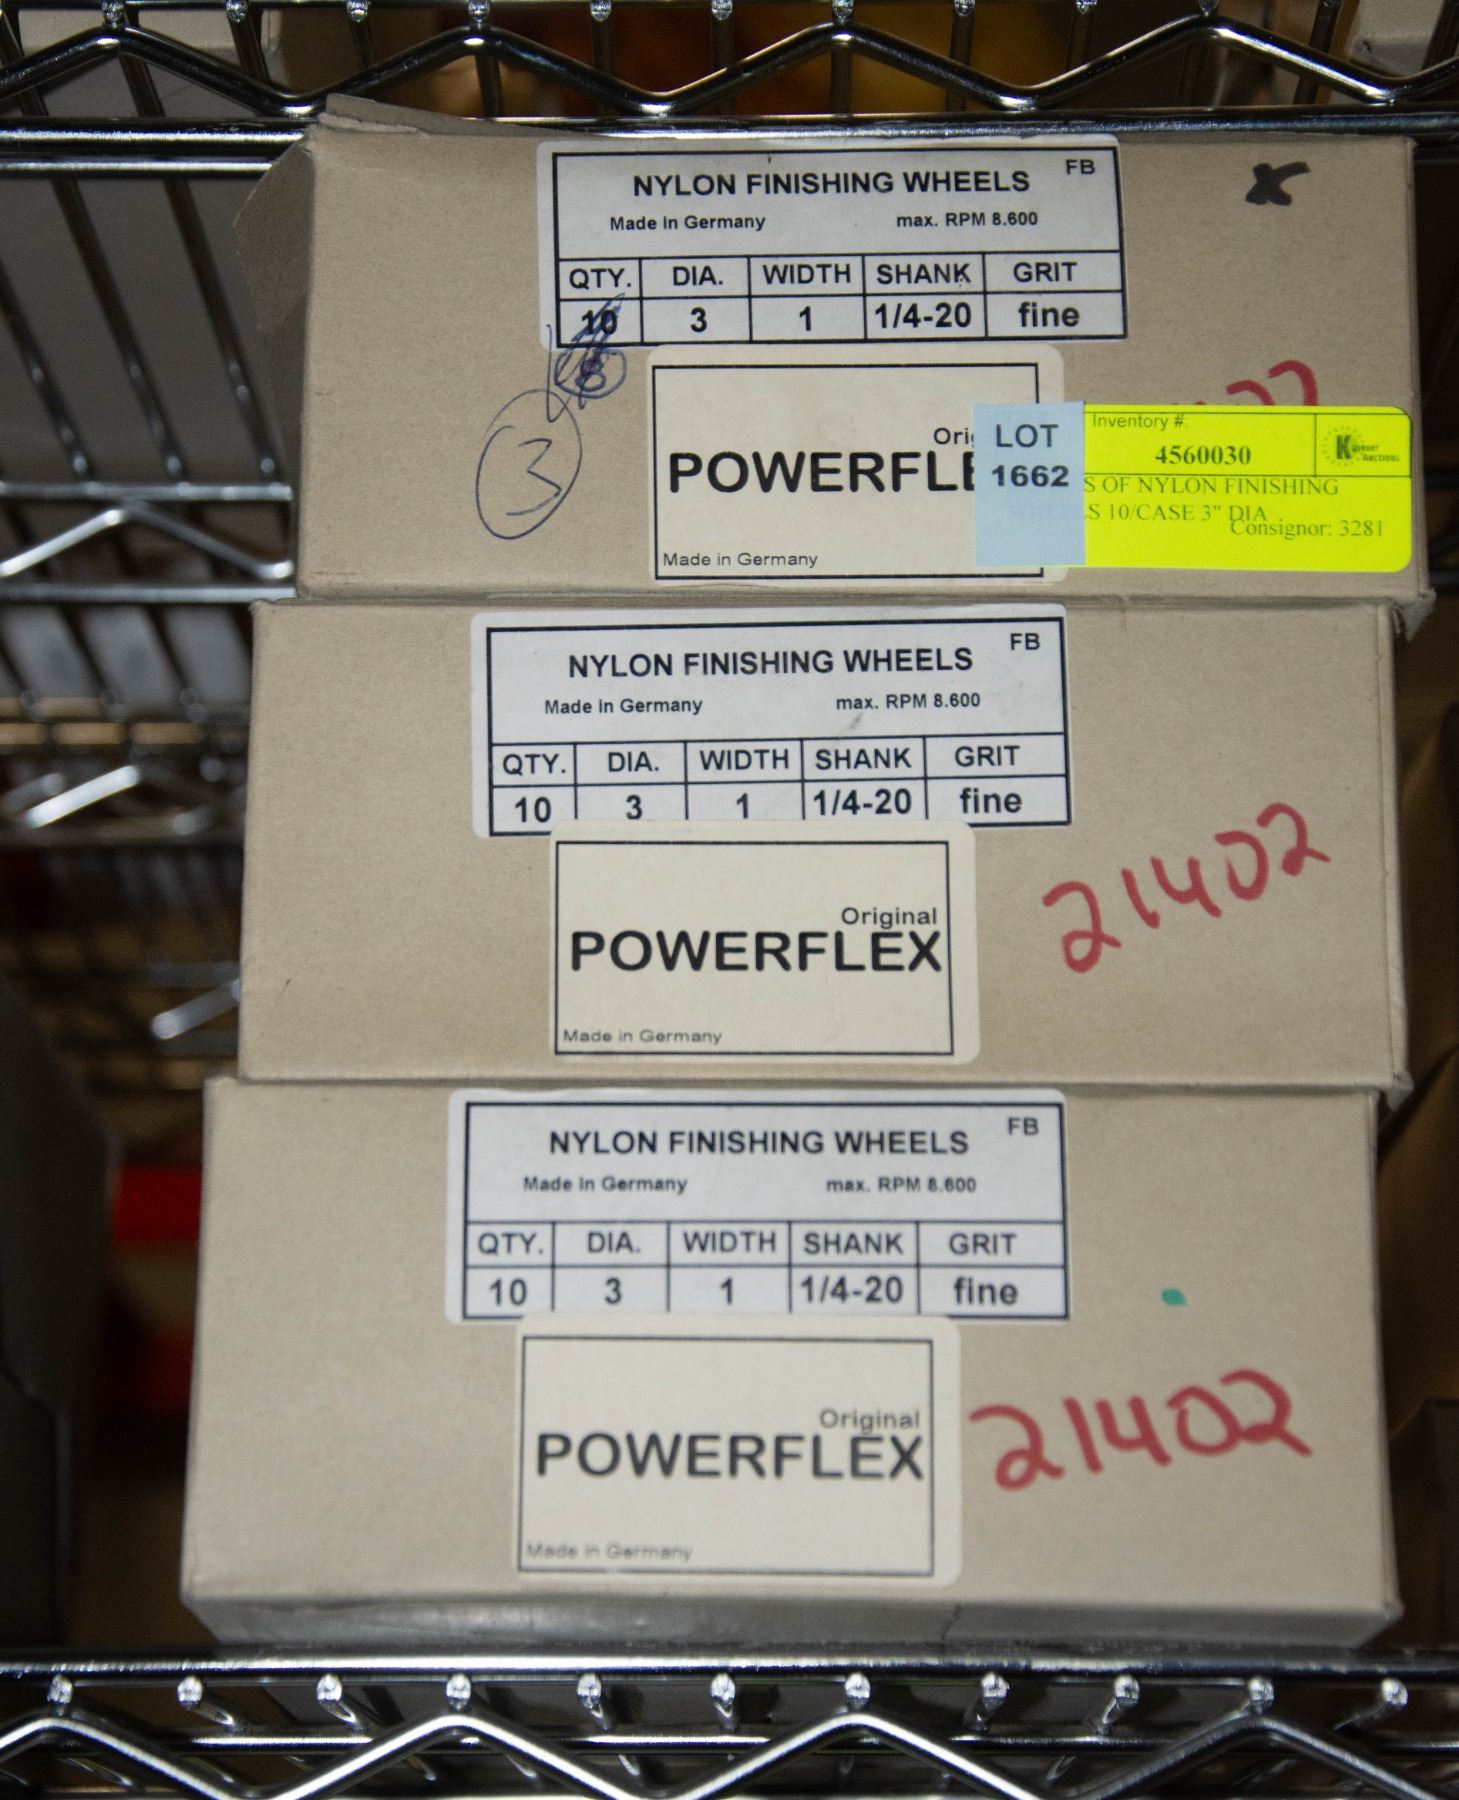 NYLON FINISHING WHEELS FB
Made in Germany max. RPM 8.600
QTY. DIA. WIDTH SHANK GRIT
10 3 1 1/4-20 fine
8
3
POWERFLE
Made in Germany
LOT
1662
Inventory #:
4560030
Kastner Auctions
S OF NYLON FINISHING
S 10/CASE 3" DIA
Consignor: 3281
NYLON FINISHING WHEELS FB
Made in Germany max. RPM 8.600
QTY. DIA. WIDTH SHANK GRIT
10 3 1 1/4-20 fine
Original
POWERFLEX
Made in Germany
21402
NYLON FINISHING WHEELS FB
Made in Germany max. RPM 8.600
QTY. DIA. WIDTH SHANK GRIT
10 3 1 1/4-20 fine
Original
POWERFLEX
Made in Germany
21402